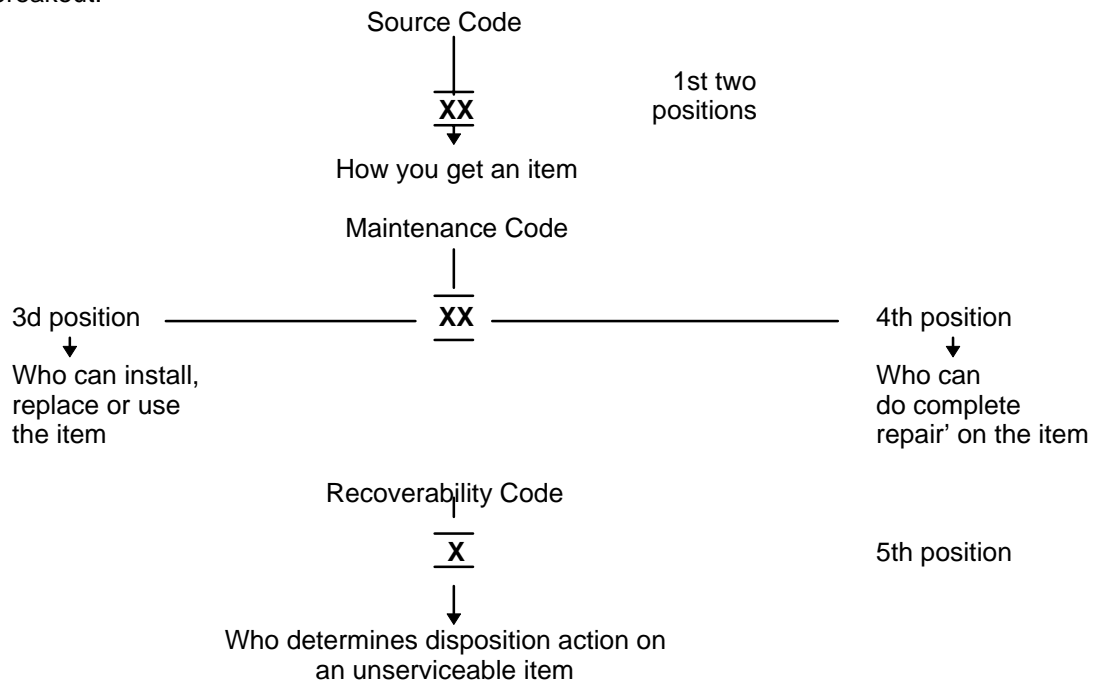 breakout.
Source Code
XX
1st two
positions
How you get an item
Maintenance Code
3d position
XX
4th position
Who can install,
replace or use
the item
Who can
do complete
repair’ on the item
Recoverability Code
X
5th position
Who determines disposition action on
an unserviceable item